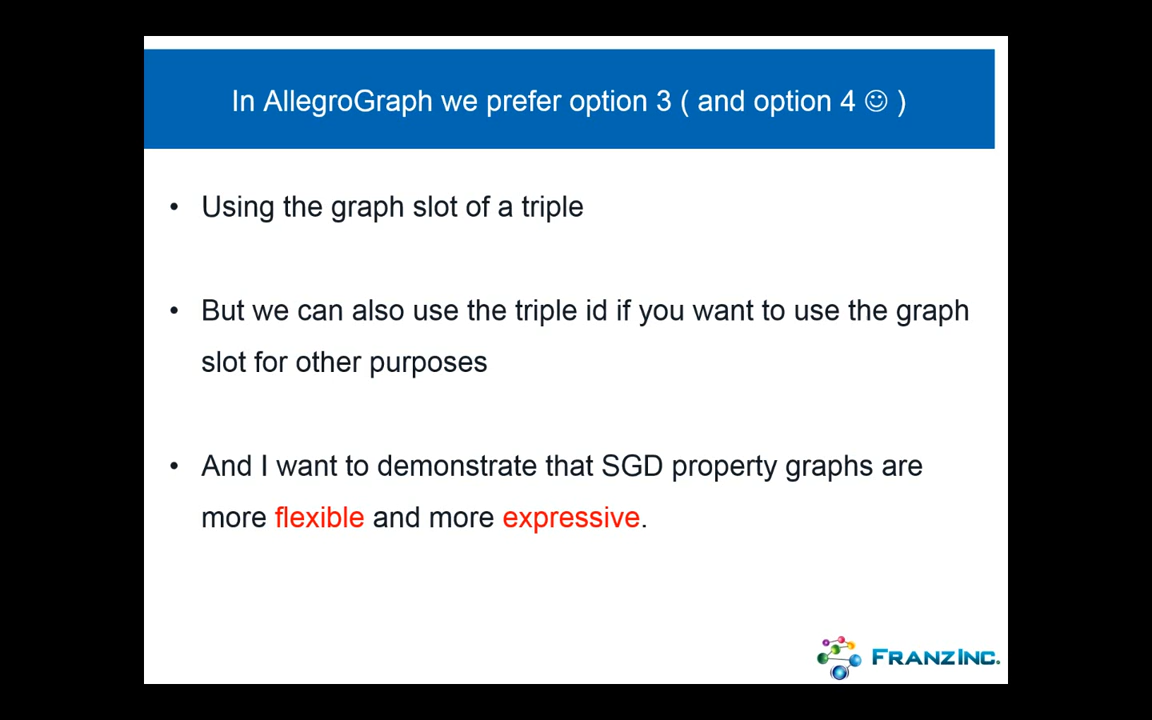 In AllegroGraph we prefer option 3 ( and option 4 ☺ )
• Using the graph slot of a triple
• But we can also use the triple id if you want to use the graph
slot for other purposes
• And I want to demonstrate that SGD property graphs are
more flexible and more expressive.
FRANZ INC.